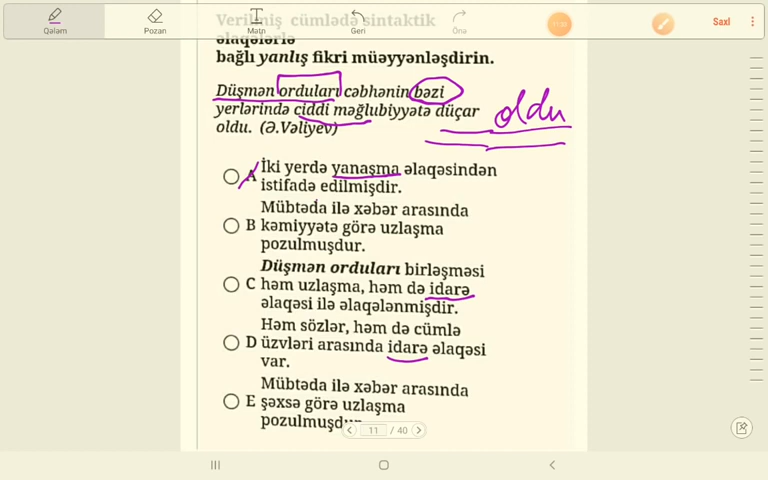 Verilmiş cümlədə sintaktik
Qələm
Pozan
Mətn
Geri
Önə
Saxl
əlaqələrlə
bağlı yanlış fikri müəyyənləşdirin.
Düşmən orduları cəbhənin bəzi
yerlərində ciddi məğlubiyyətə düçar
oldu. (Ə.Vəliyev)
oldu
A İki yerdə yanaşma əlaqəsindən
istifadə edilmişdir.
Mübtəda ilə xəbər arasında
B kəmiyyətə görə uzlaşma
pozulmuşdur.
Düşmən orduları birləşməsi
C həm uzlaşma, həm də idarə
əlaqəsi ilə əlaqələnmişdir.
Həm sözlər, həm də cümlə
D üzvləri arasında idarə əlaqəsi
var.
Mübtəda ilə xəbər arasında
E şəxsə görə uzlaşma
pozulmuşdur.
11 / 40